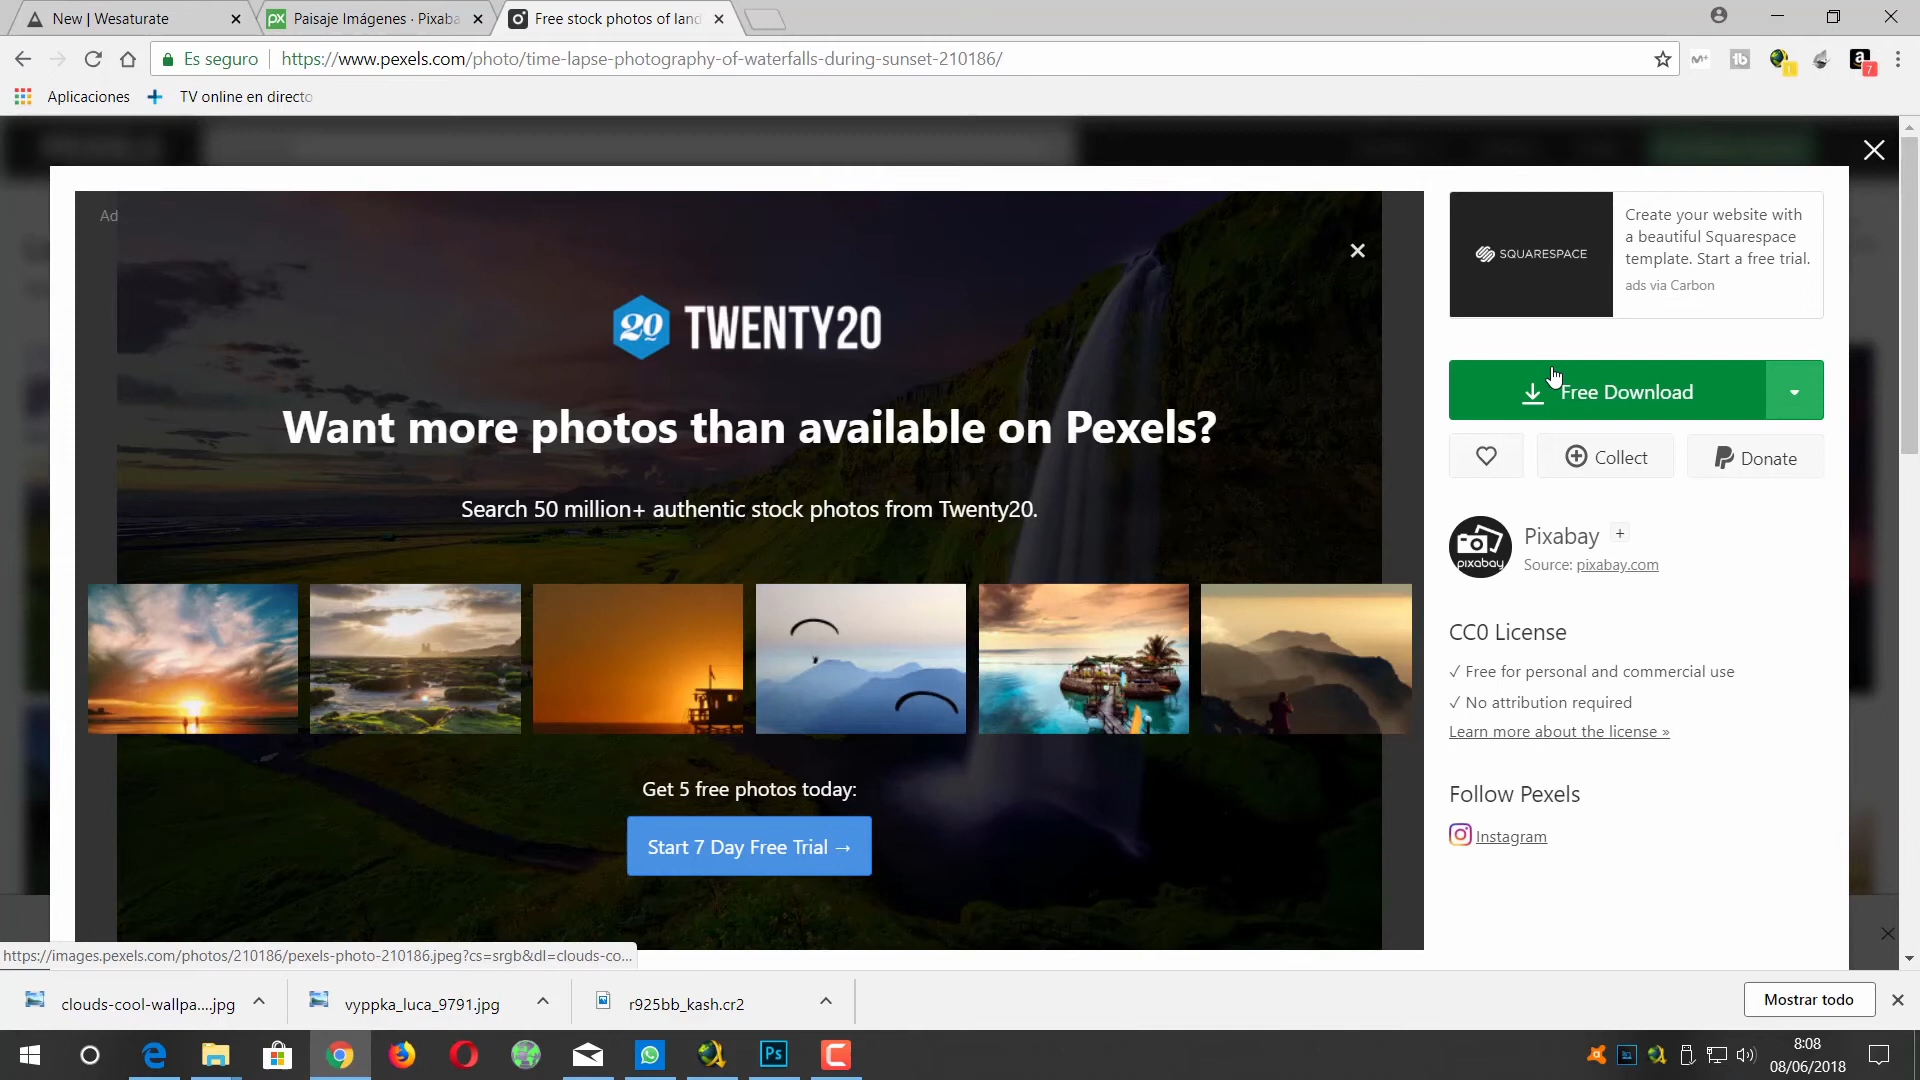 New | Wesaturate
Paisaje Imágenes · Pixaba
Free stock photos of land
Es seguro
https://www.pexels.com/photo/time-lapse-photography-of-waterfalls-during-sunset-210186/
7
Aplicaciones
TV online en directo
Ad
TWENTY20
20
Want more photos than available on Pexels?
Search 50 million+ authentic stock photos from Twenty20.
Get 5 free photos today:
Start 7 Day Free Trial →
SQUARESPACE
Create your website with
a beautiful Squarespace
template. Start a free trial.
ads via Carbon
Free Download
Collect
Donate
pixabay
Pixabay +
Source: pixabay.com
CC0 License
✓ Free for personal and commercial use
✓ No attribution required
Learn more about the license »
Follow Pexels
Instagram
https://images.pexels.com/photos/210186/pexels-photo-210186.jpeg?cs=srgb&dl=clouds-co...
clouds-cool-wallpa....jpg
vyppka_luca_9791.jpg
r925bb_kash.cr2
Mostrar todo
Ps
8:08
08/06/2018